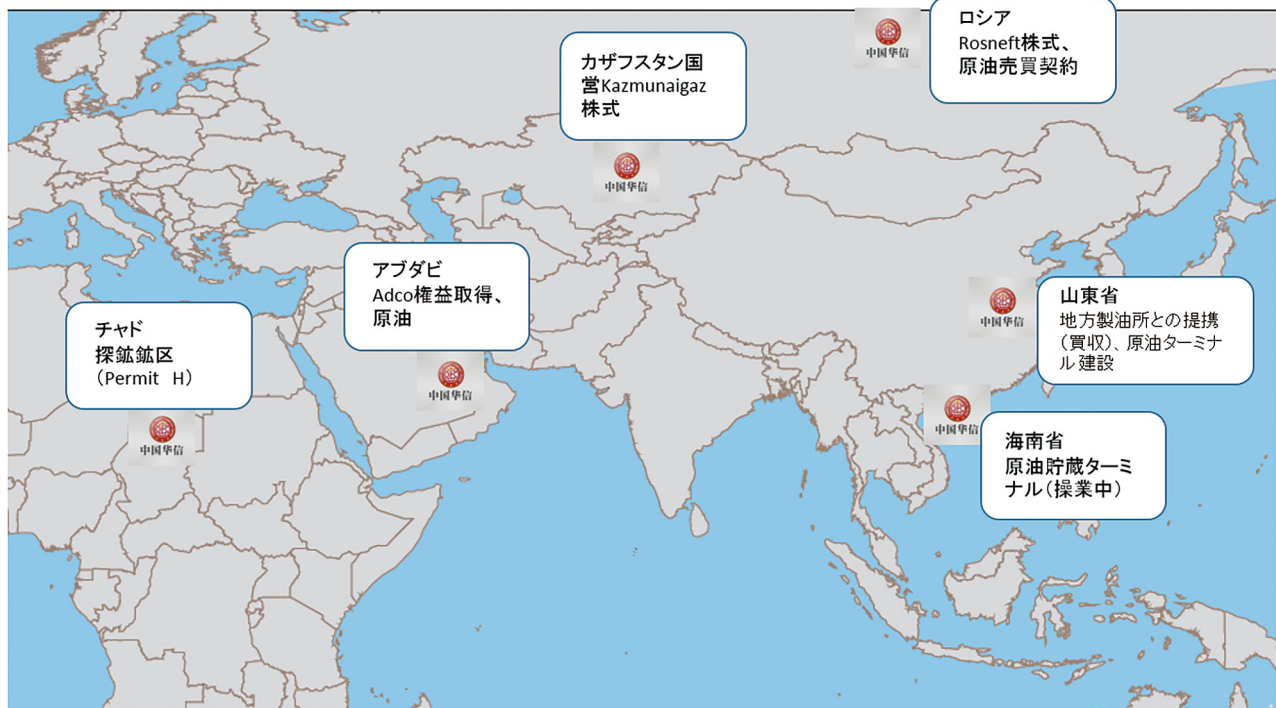 ロシア
Rosneft株式、
原油売買契約
中国华信
カザフスタン国
営Kazmunaigaz
株式
中国华信
アブダビ
Adco権益取得、
原油
中国华信
チャド
探鉱鉱区
（Permit　H）
中国华信
山東省
地方製油所との提携
（買収）、原油ターミナ
ル建設
中国华信
海南省
原油貯蔵ターミ
ナル（操業中）
中国华信